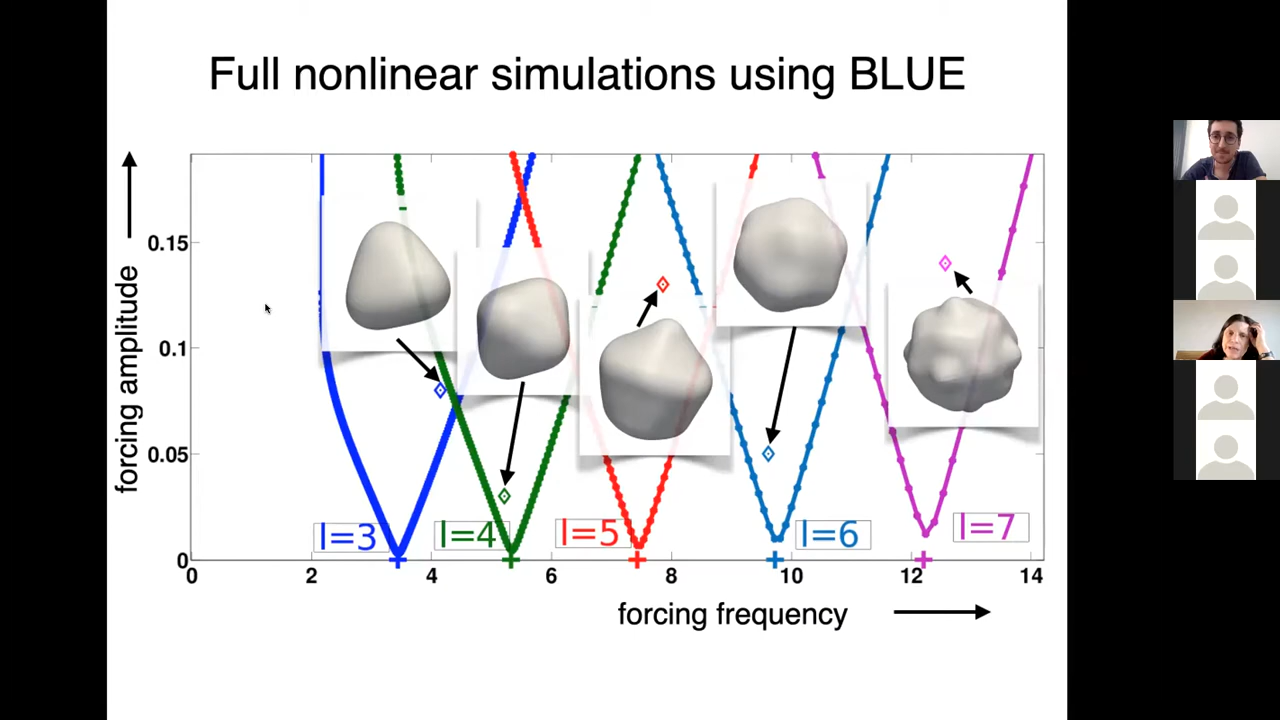 Full nonlinear simulations using BLUE
forcing amplitude
0.15
0.1
0.05
0
l=3
l=4
l=5
l=6
l=7
0 2 4 6 8 10 12 14
forcing frequency